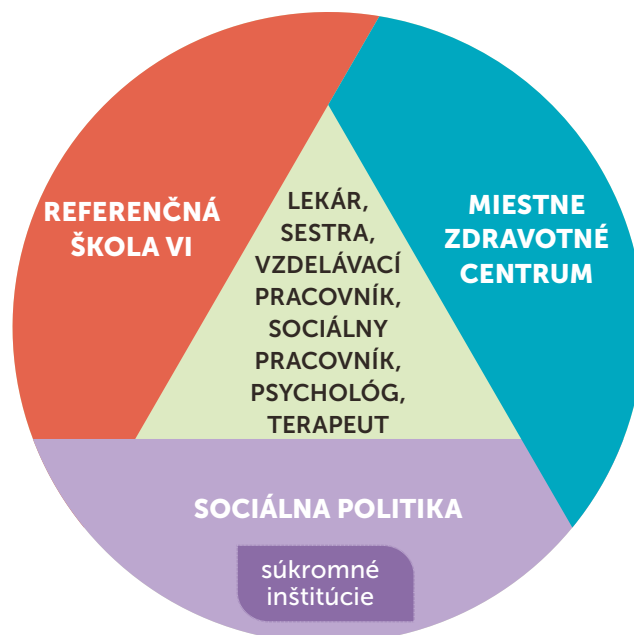 REFERENČNÁ
ŠKOLA VI
LEKÁR,
SESTRA,
VZDELÁVACÍ
PRACOVNÍK,
SOCIÁLNY
PRACOVNÍK,
PSYCHOLÓG,
TERAPEUT
MIESTNE
ZDRAVOTNÉ
CENTRUM
SOCIÁLNA POLITIKA
súkromné
inštitúcie